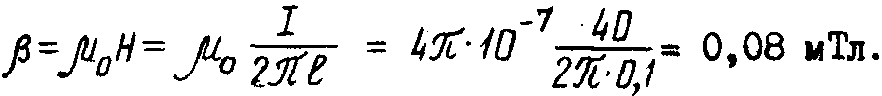 β = μ₀H = μ₀ I/(2πl) = 4π·10⁻⁷ 40/(2π·0,1) = 0,08 мТл.